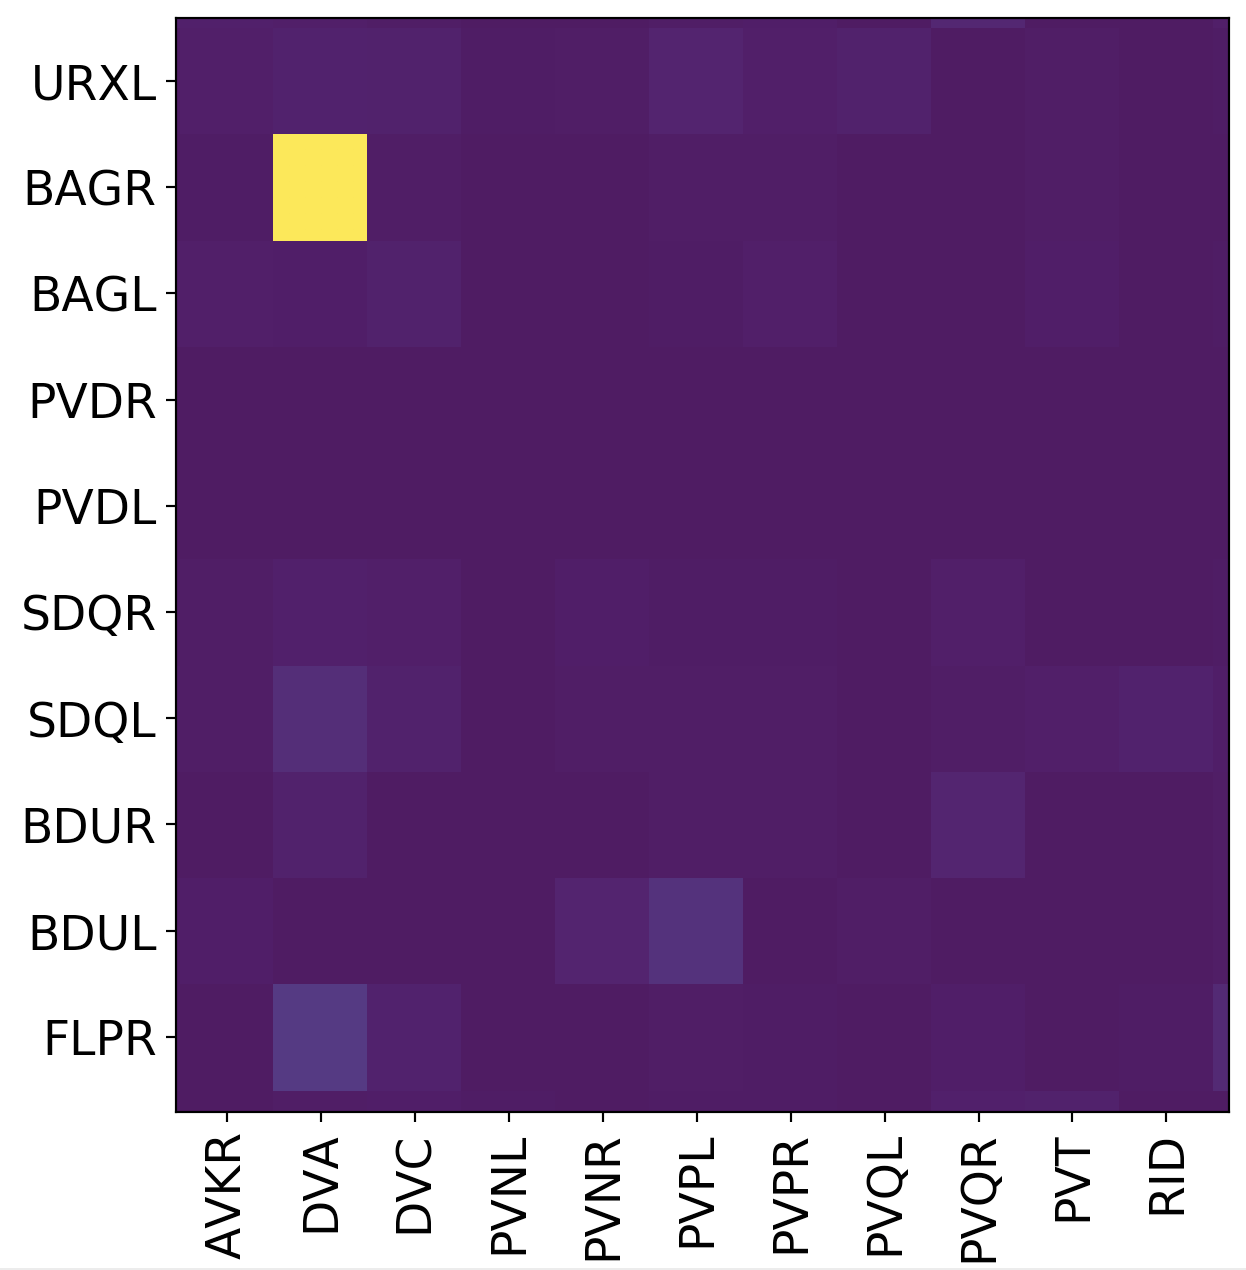 URXL
BAGR
BAGL
PVDR
PVDL
SDQR
SDQL
BDUR
BDUL
FLPR
AVKR
DVA
DVC
PVNL
PVNR
PVPL
PVPR
PVQL
PVQR
PVT
RID